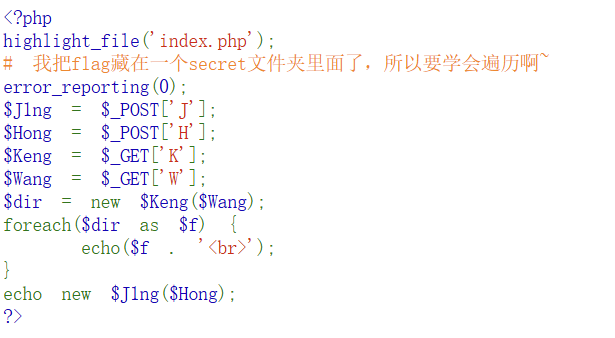 <?php
highlight_file('index.php');
# 我把flag藏在一个secret文件夹里面了，所以要学会遍历啊~
error_reporting(0);
$J1ng = $_POST['J'];
$Hong = $_POST['H'];
$Keng = $_GET['K'];
$Wang = $_GET['W'];
$dir = new $Keng($Wang);
foreach($dir as $f) {
        echo($f . '<br>');
}
echo new $J1ng($Hong);
?>